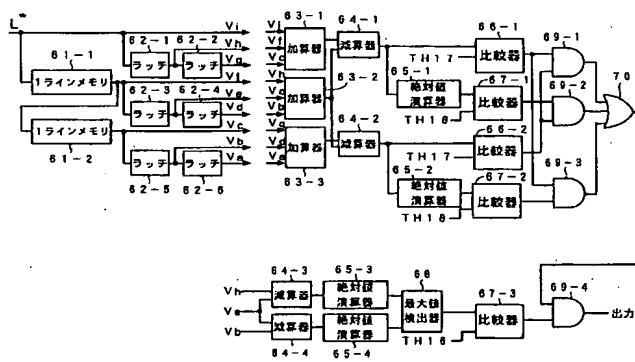 L*
61-1
1ラインメモリ
1ラインメモリ
61-2
62-1
62-2
ラッチ
ラッチ
62-3
62-4
ラッチ
ラッチ
ラッチ
ラッチ
62-5
62-6
Vi
Vh
Vg
Vf
Ve
Vd
Vc
Vb
Va
63-1
加算器
63-2
加算器
加算器
63-3
64-1
減算器
64-2
減算器
TH17
65-1
絶対値
演算器
TH18
66-1
比較器
67-1
比較器
66-2
TH17
比較器
65-2
絶対値
演算器
TH18
67-2
比較器
69-1
69-2
69-3
70
64-3
Vh
減算器
Ve
Vb
減算器
64-4
65-3
絶対値
演算器
絶対値
演算器
65-4
68
最大値
検出器
TH16
67-3
比較器
69-4
出力